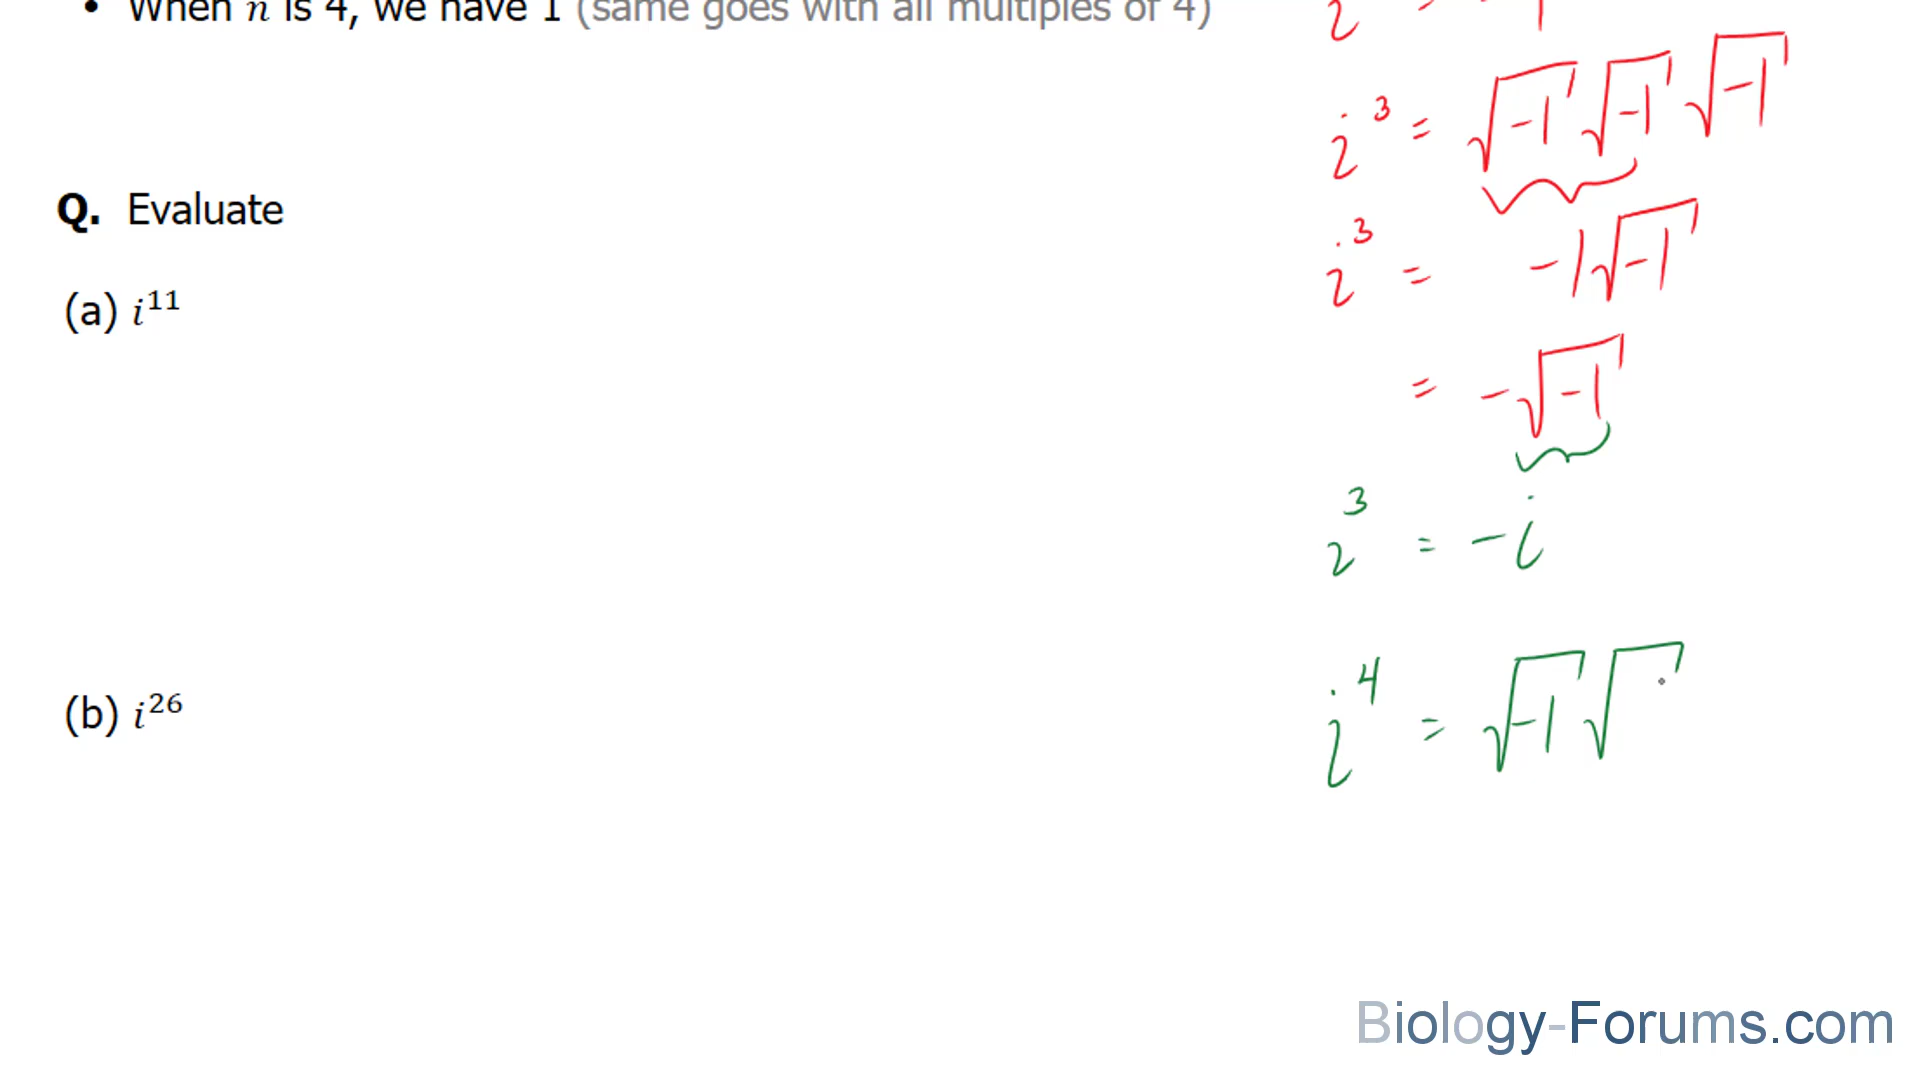 • When n is 4, we have 1 (same goes with all multiples of 4)
i³ = √-1 √-1 √-1
Q. Evaluate
i³ = -1√-1
(a) i¹¹
= -√-1
i³ = -i
(b) i²⁶
i⁴ = √-1 √
Biology-Forums.com